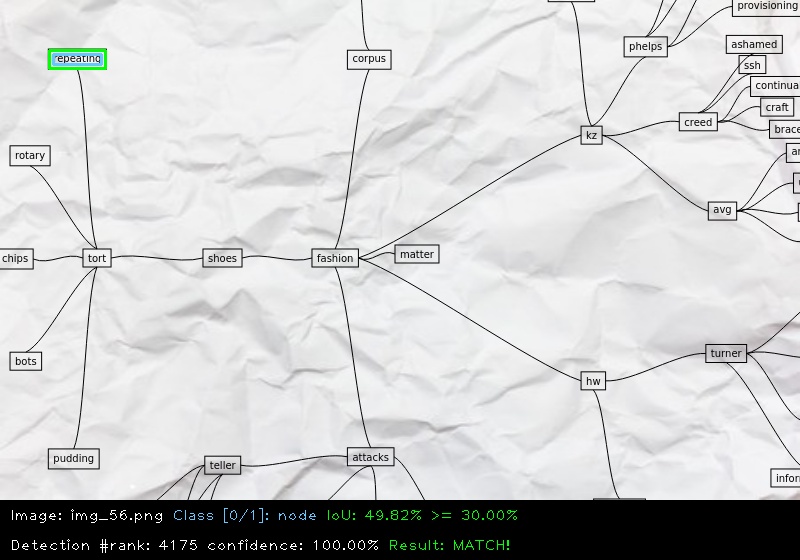 provisioning
phelps
ashamed
repeating
corpus
ssh
continua
craft
creed
brace
kz
rotary
avg
chips
tort
shoes
fashion
matter
bots
hw
turner
pudding
teller
attacks
inform
Image: img_56.png Class [0/1]: node IoU: 49.82% >= 30.00%
Detection #rank: 4175 confidence: 100.00% Result: MATCH!